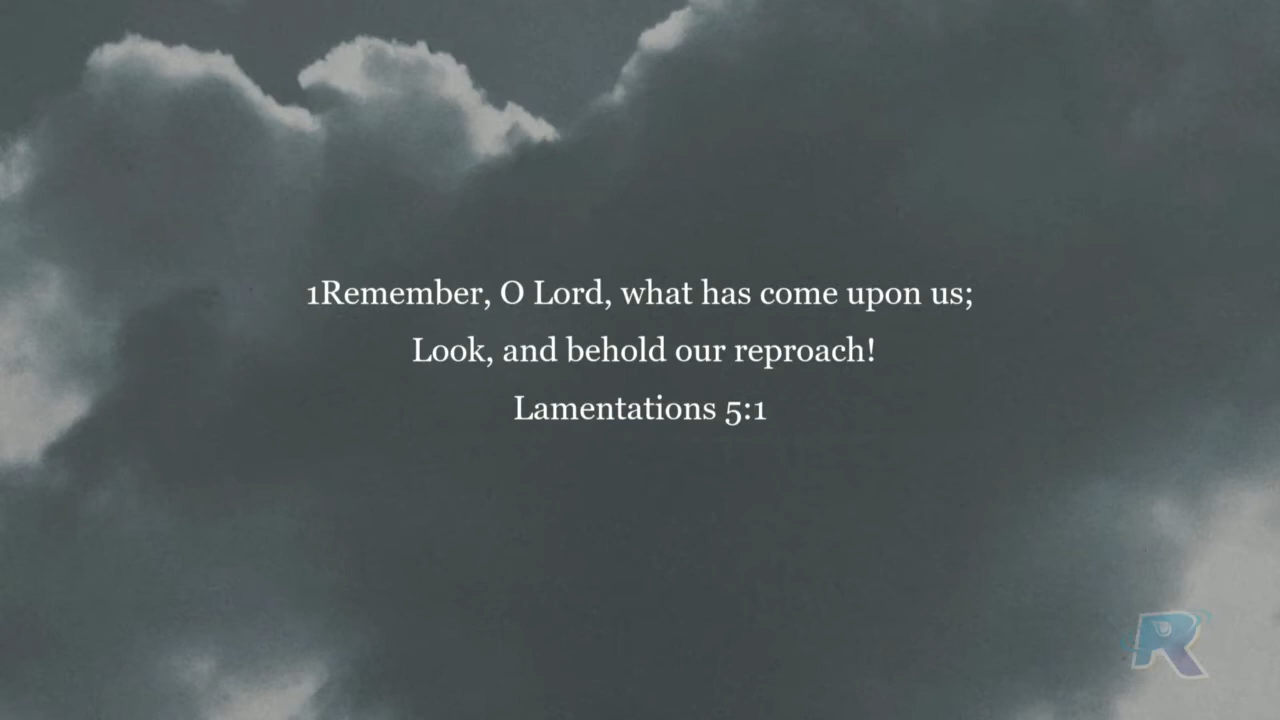 1Remember, O Lord, what has come upon us;
Look, and behold our reproach!
Lamentations 5:1
R